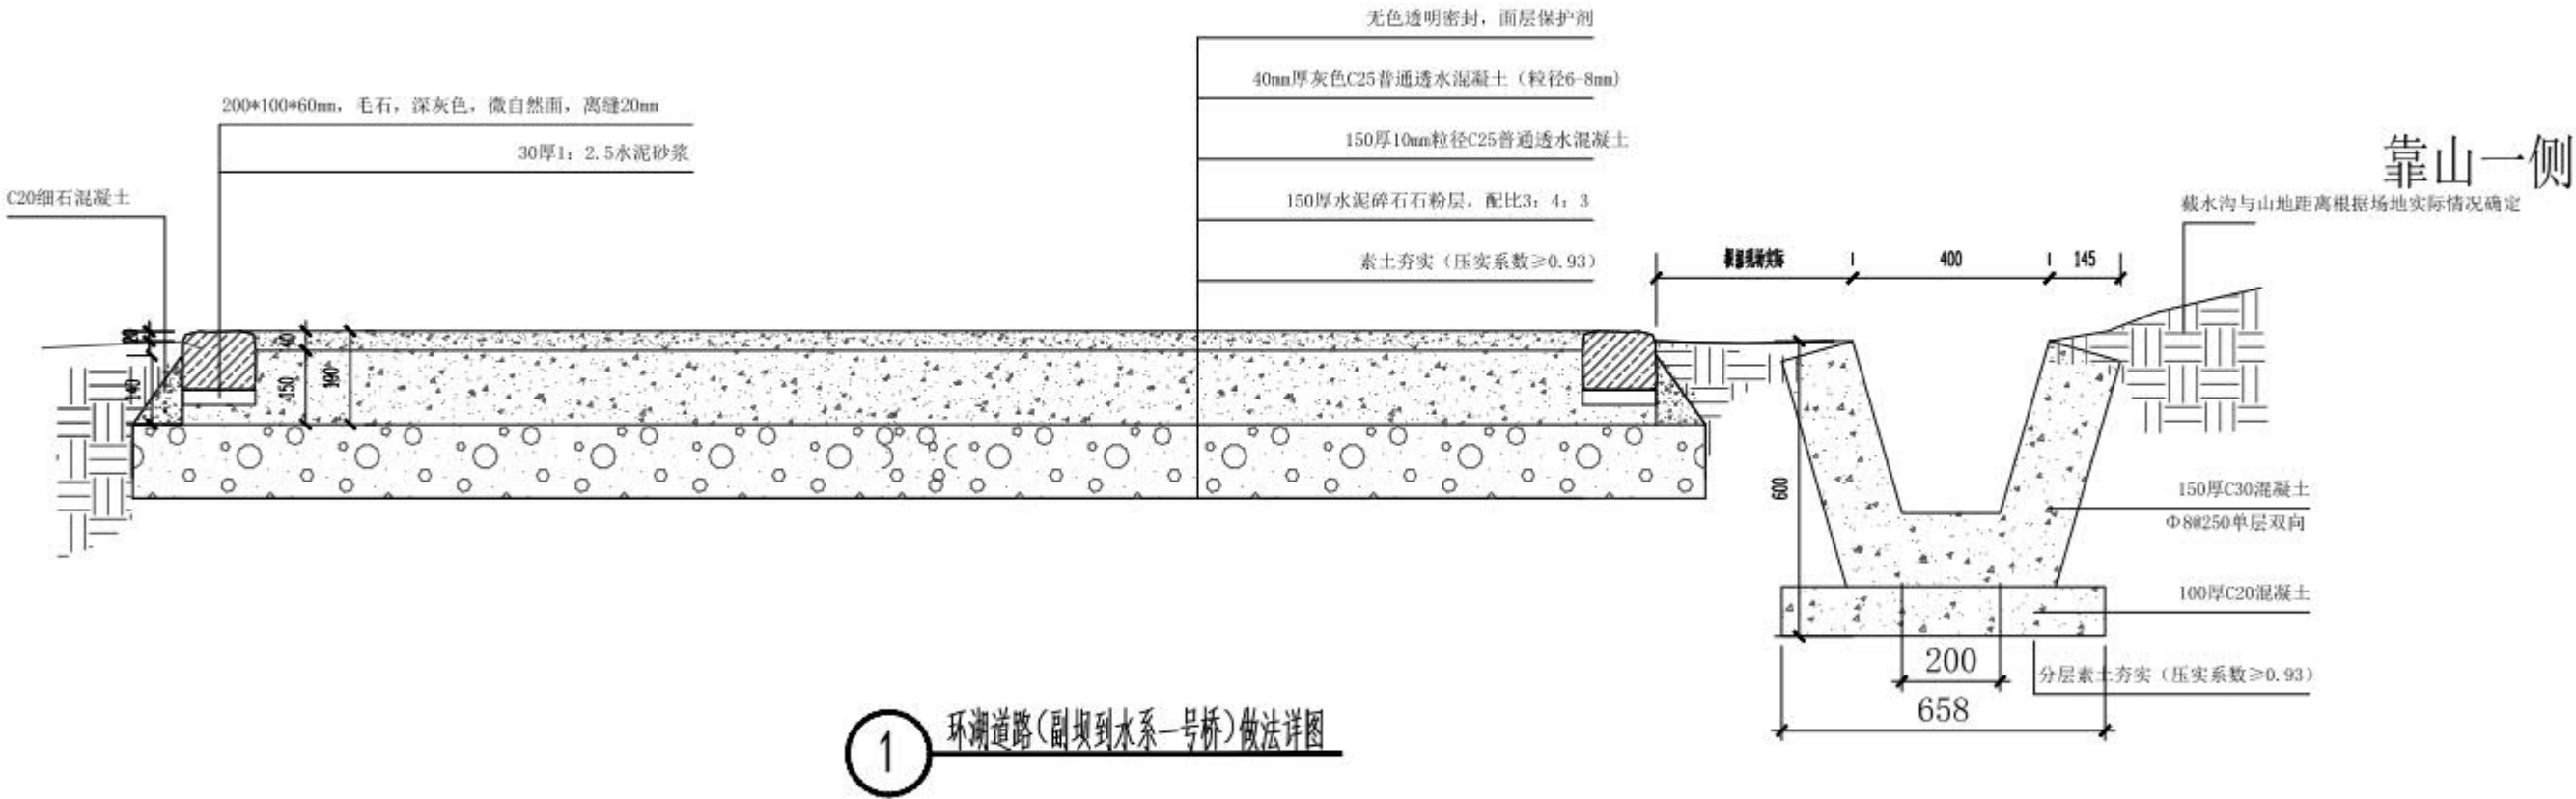 无色透明密封，面层保护剂
40mm厚灰色C25普通透水混凝土（粒径6-8mm）
200*100*60mm，毛石，深灰色，微自然面，离缝20mm
150厚10mm粒径C25普通透水混凝土
30厚1：2.5水泥砂浆
靠山一侧
C20细石混凝土
150厚水泥碎石石粉层，配比3：4：3
截水沟与山地距离根据场地实际情况确定
素土夯实（压实系数≥0.93）
根据现场实际
400
145
40
140
150
190
600
150厚C30混凝土
Φ8@250单层双向
100厚C20混凝土
200
分层素土夯实（压实系数≥0.93）
658
1
环湖道路(副坝到水系一号桥)做法详图